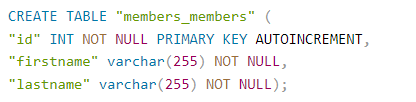 CREATE TABLE "members_members" (
"id" INT NOT NULL PRIMARY KEY AUTOINCREMENT,
"firstname" varchar(255) NOT NULL,
"lastname" varchar(255) NOT NULL);